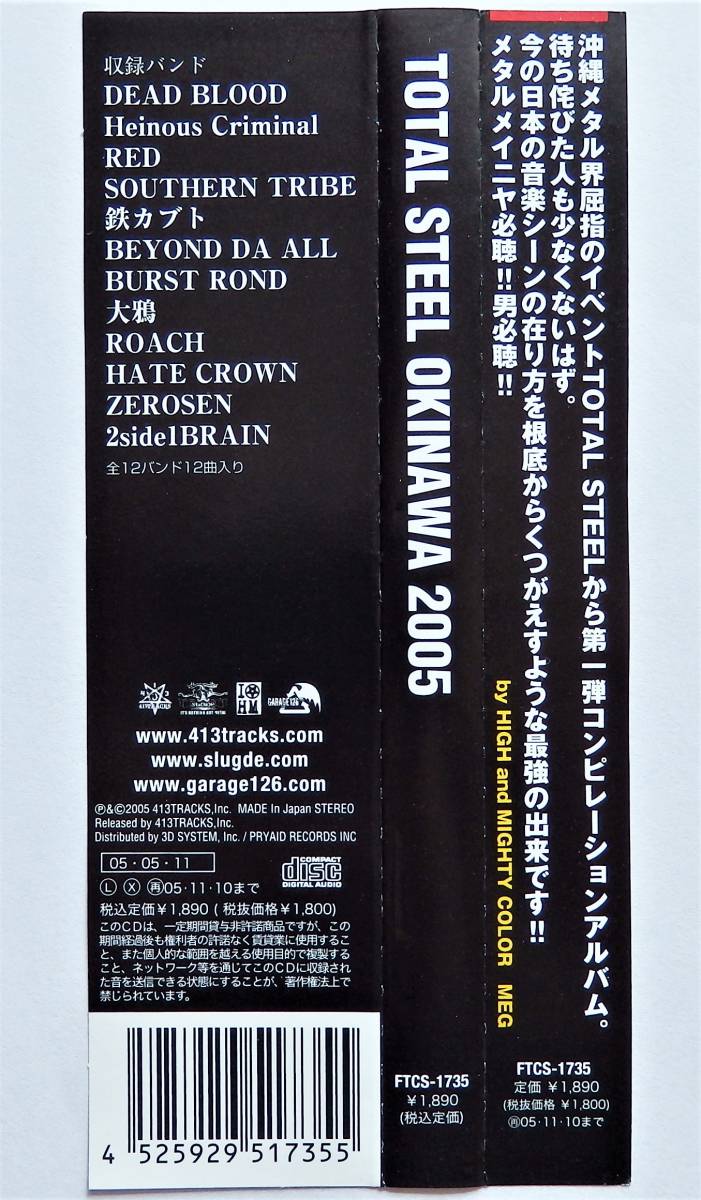 沖縄メタル界屈指のイベントTOTAL STEELから第一弾コンピレーションアルバム。
待ち侘びた人も少なくないはず。
今の日本の音楽シーンの在り方を根底からくつがえすような最強の出来です!!
メタルメイニヤ必聴!!男必聴!!
by HIGH and MIGHTY COLOR MEG
FTCS-1735
定価 ¥1,890
(税抜価格 ¥1,800)
再05・11・10まで
TOTAL STEEL OKINAWA 2005
FTCS-1735
¥1,890
(税込定価)
収録バンド
DEAD BLOOD
Heinous Criminal
RED
SOUTHERN TRIBE
鉄カブト
BEYOND DA ALL
BURST ROND
大鴉
ROACH
HATE CROWN
ZEROSEN
2side1BRAIN
全12バンド12曲入り
413TRACKS
GARAGE126
www.413tracks.com
www.slugde.com
www.garage126.com
Ⓟ&©2005 413TRACKS,Inc. MADE In Japan STEREO
Released by 413TRACKS,Inc.
Distributed by 3D SYSTEM, Inc. / PRYAID RECORDS INC
05・05・11
COMPACT disc DIGITAL AUDIO
Ⓛ Ⓧ 再05・11・10まで
税込定価¥1,890 ( 税抜価格¥1,800)
このCDは、一定期間貸与非許諾商品ですが、この
期間経過後も権利者の許諾なく賃貸業に使用するこ
と、また個人的な範囲を越える使用目的で複製する
こと、ネットワーク等を通じてこのCDに収録され
た音を送信できる状態にすることが、著作権法上で
禁じられています。
4 525929 517355